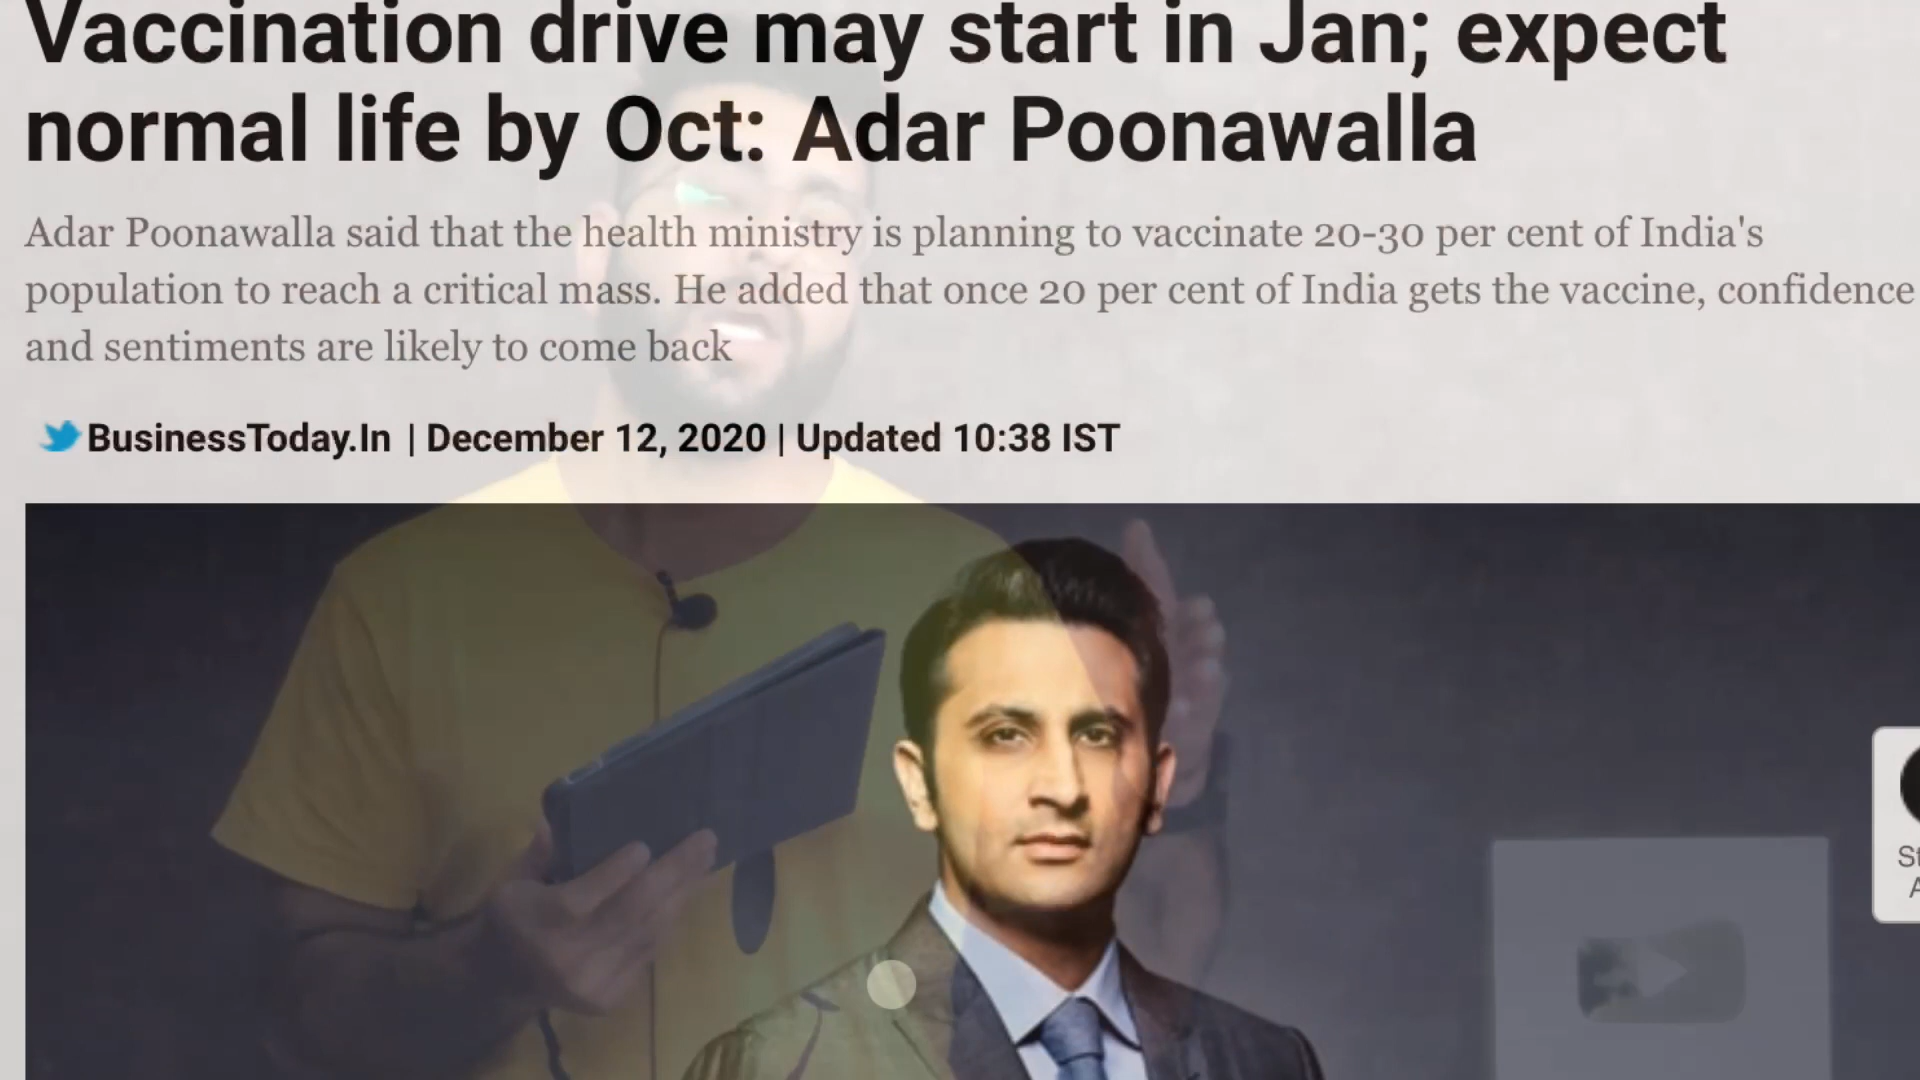 Vaccination drive may start in Jan; expect
normal life by Oct: Adar Poonawalla
Adar Poonawalla said that the health ministry is planning to vaccinate 20-30 per cent of India's
population to reach a critical mass. He added that once 20 per cent of India gets the vaccine, confidence
and sentiments are likely to come back
BusinessToday.In | December 12, 2020 | Updated 10:38 IST